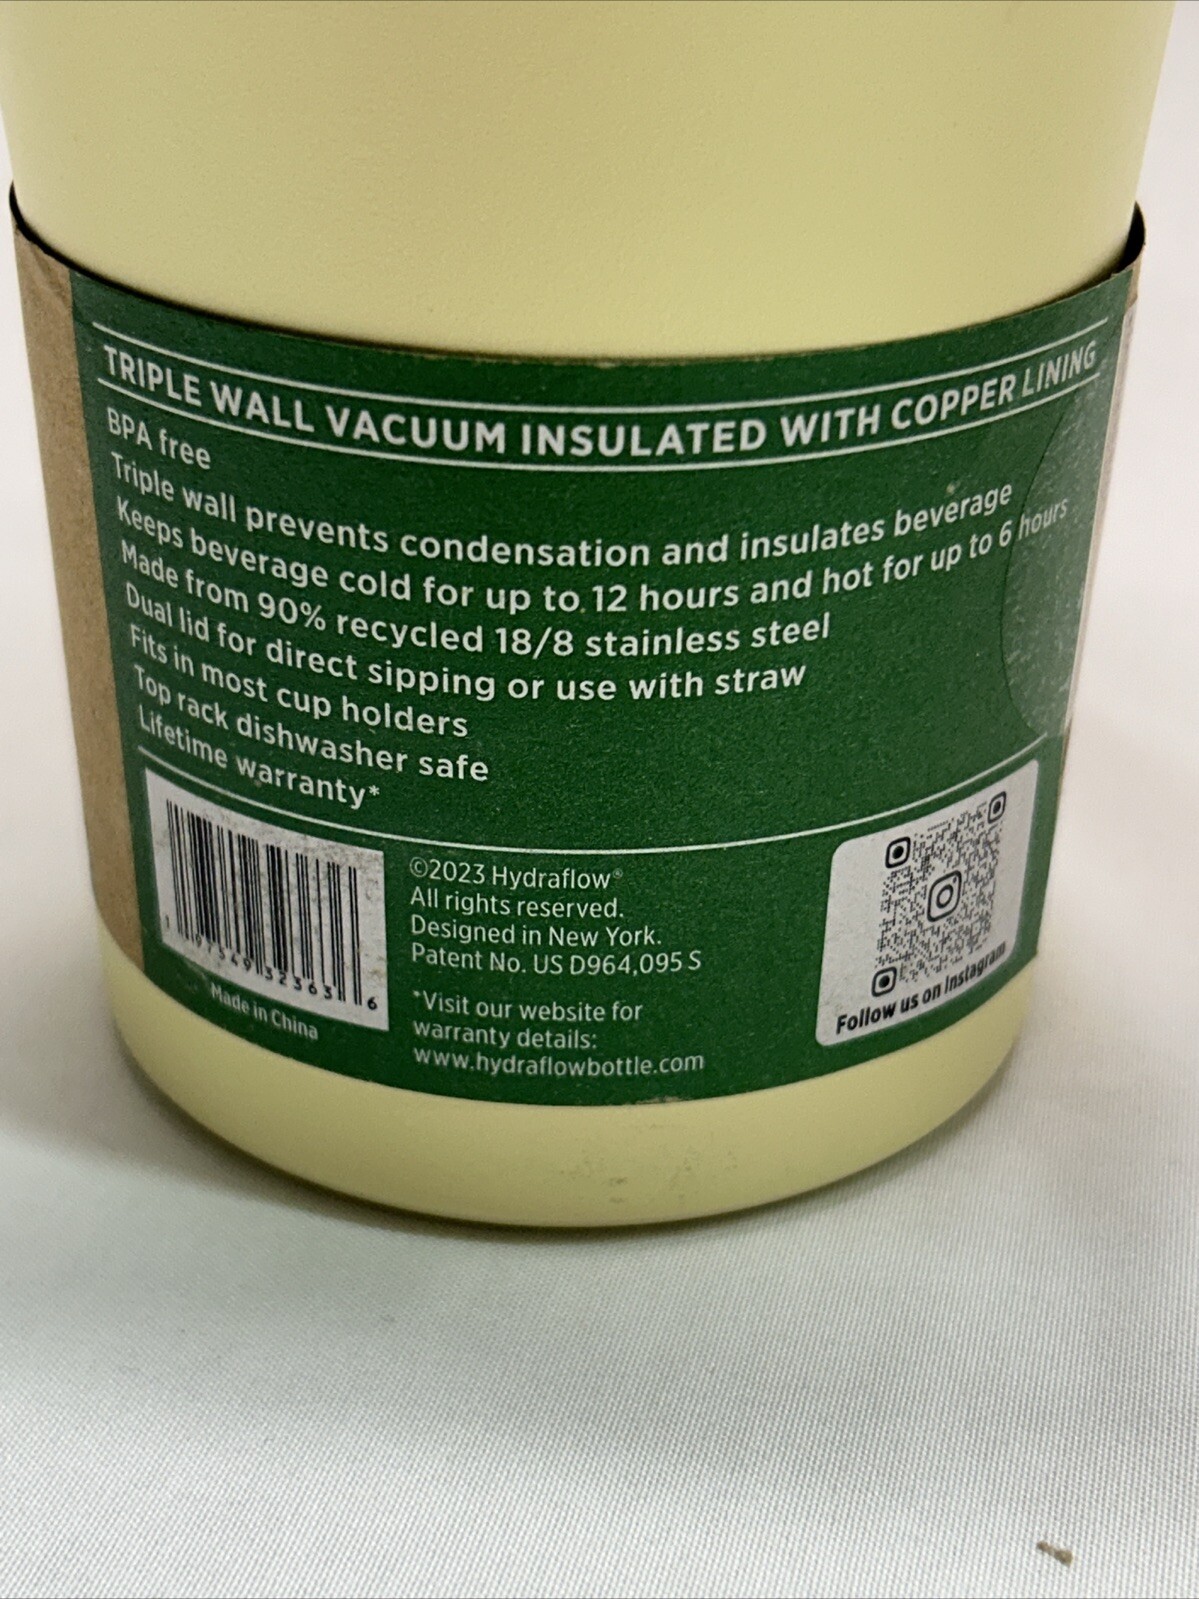 TRIPLE WALL VACUUM INSULATED WITH COPPER LINING
BPA free
Triple wall prevents condensation and insulates beverage
Keeps beverage cold for up to 12 hours and hot for up to 6 hours
Made from 90% recycled 18/8 stainless steel
Dual lid for direct sipping or use with straw
Fits in most cup holders
Top rack dishwasher safe
Lifetime warranty*
Made in China
©2023 Hydraflow®
All rights reserved.
Designed in New York.
Patent No. US D964,095 S
*Visit our website for
warranty details:
www.hydraflowbottle.com
Follow us on Instagram